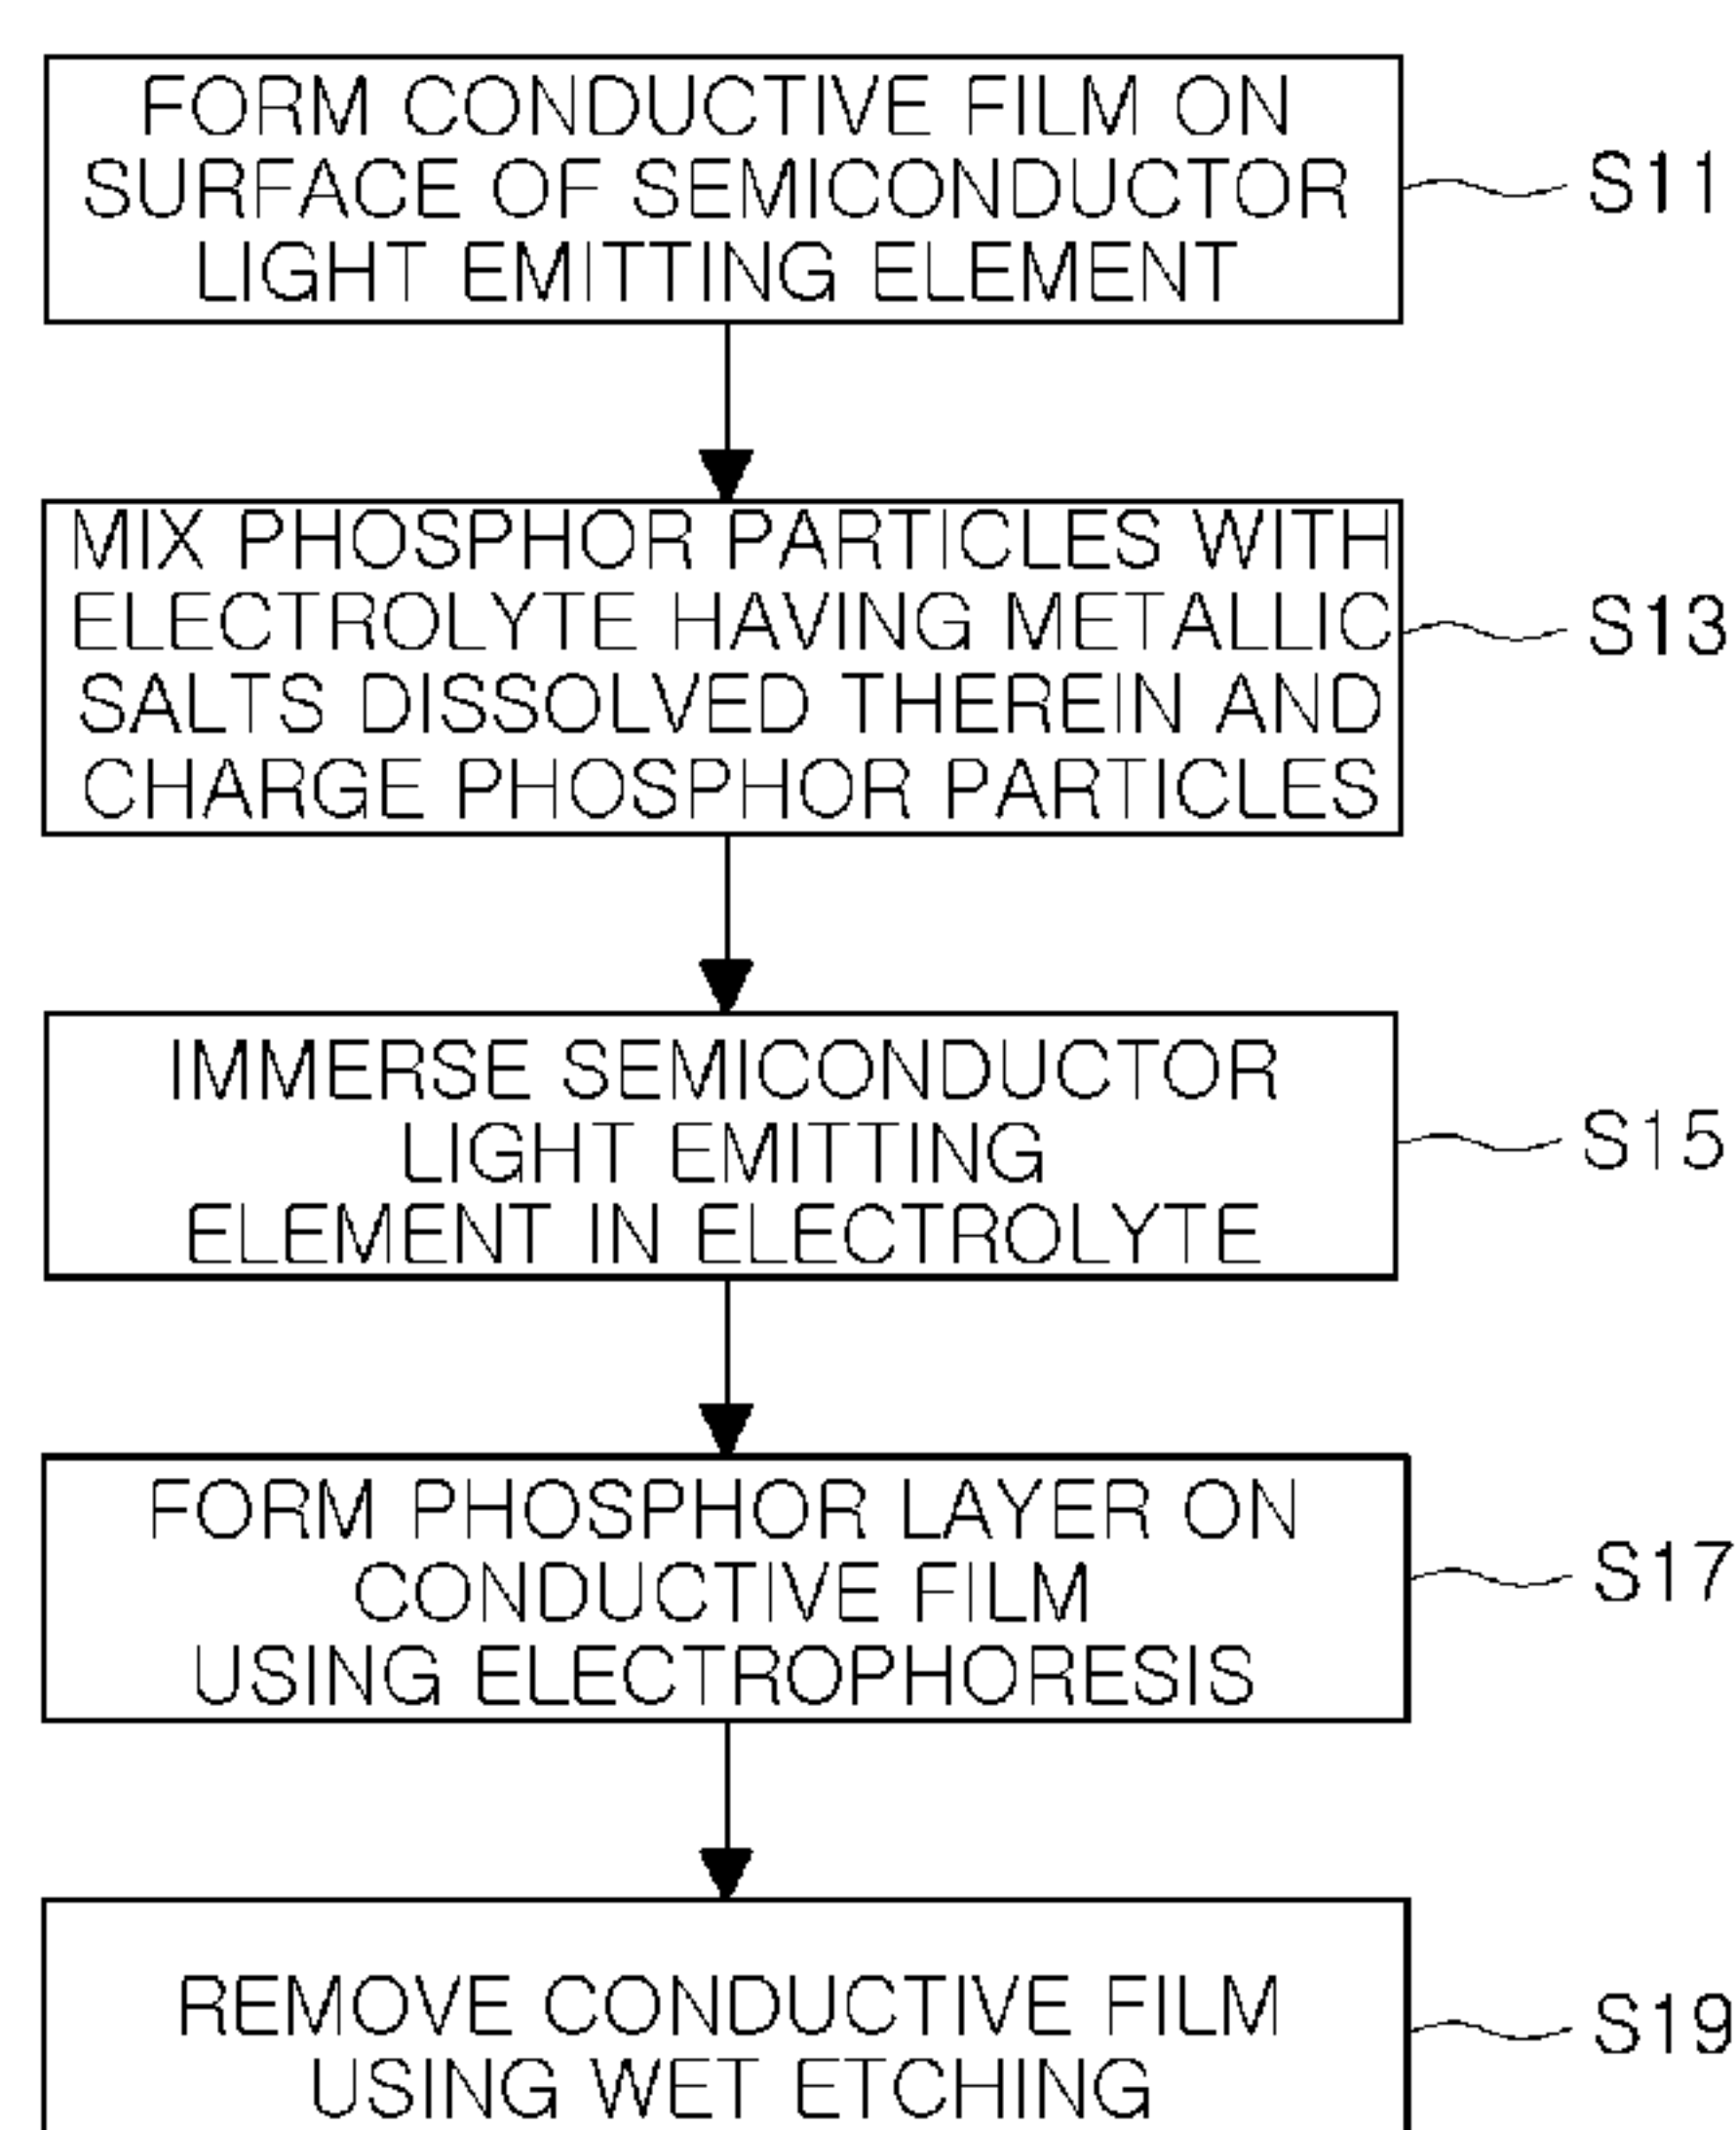 FORM CONDUCTIVE FILM ON
SURFACE OF SEMICONDUCTOR
LIGHT EMITTING ELEMENT
S11
MIX PHOSPHOR PARTICLES WITH
ELECTROLYTE HAVING METALLIC
SALTS DISSOLVED THEREIN AND
CHARGE PHOSPHOR PARTICLES
S13
IMMERSE SEMICONDUCTOR
LIGHT EMITTING
ELEMENT IN ELECTROLYTE
S15
FORM PHOSPHOR LAYER ON
CONDUCTIVE FILM
USING ELECTROPHORESIS
S17
REMOVE CONDUCTIVE FILM
USING WET ETCHING
S19